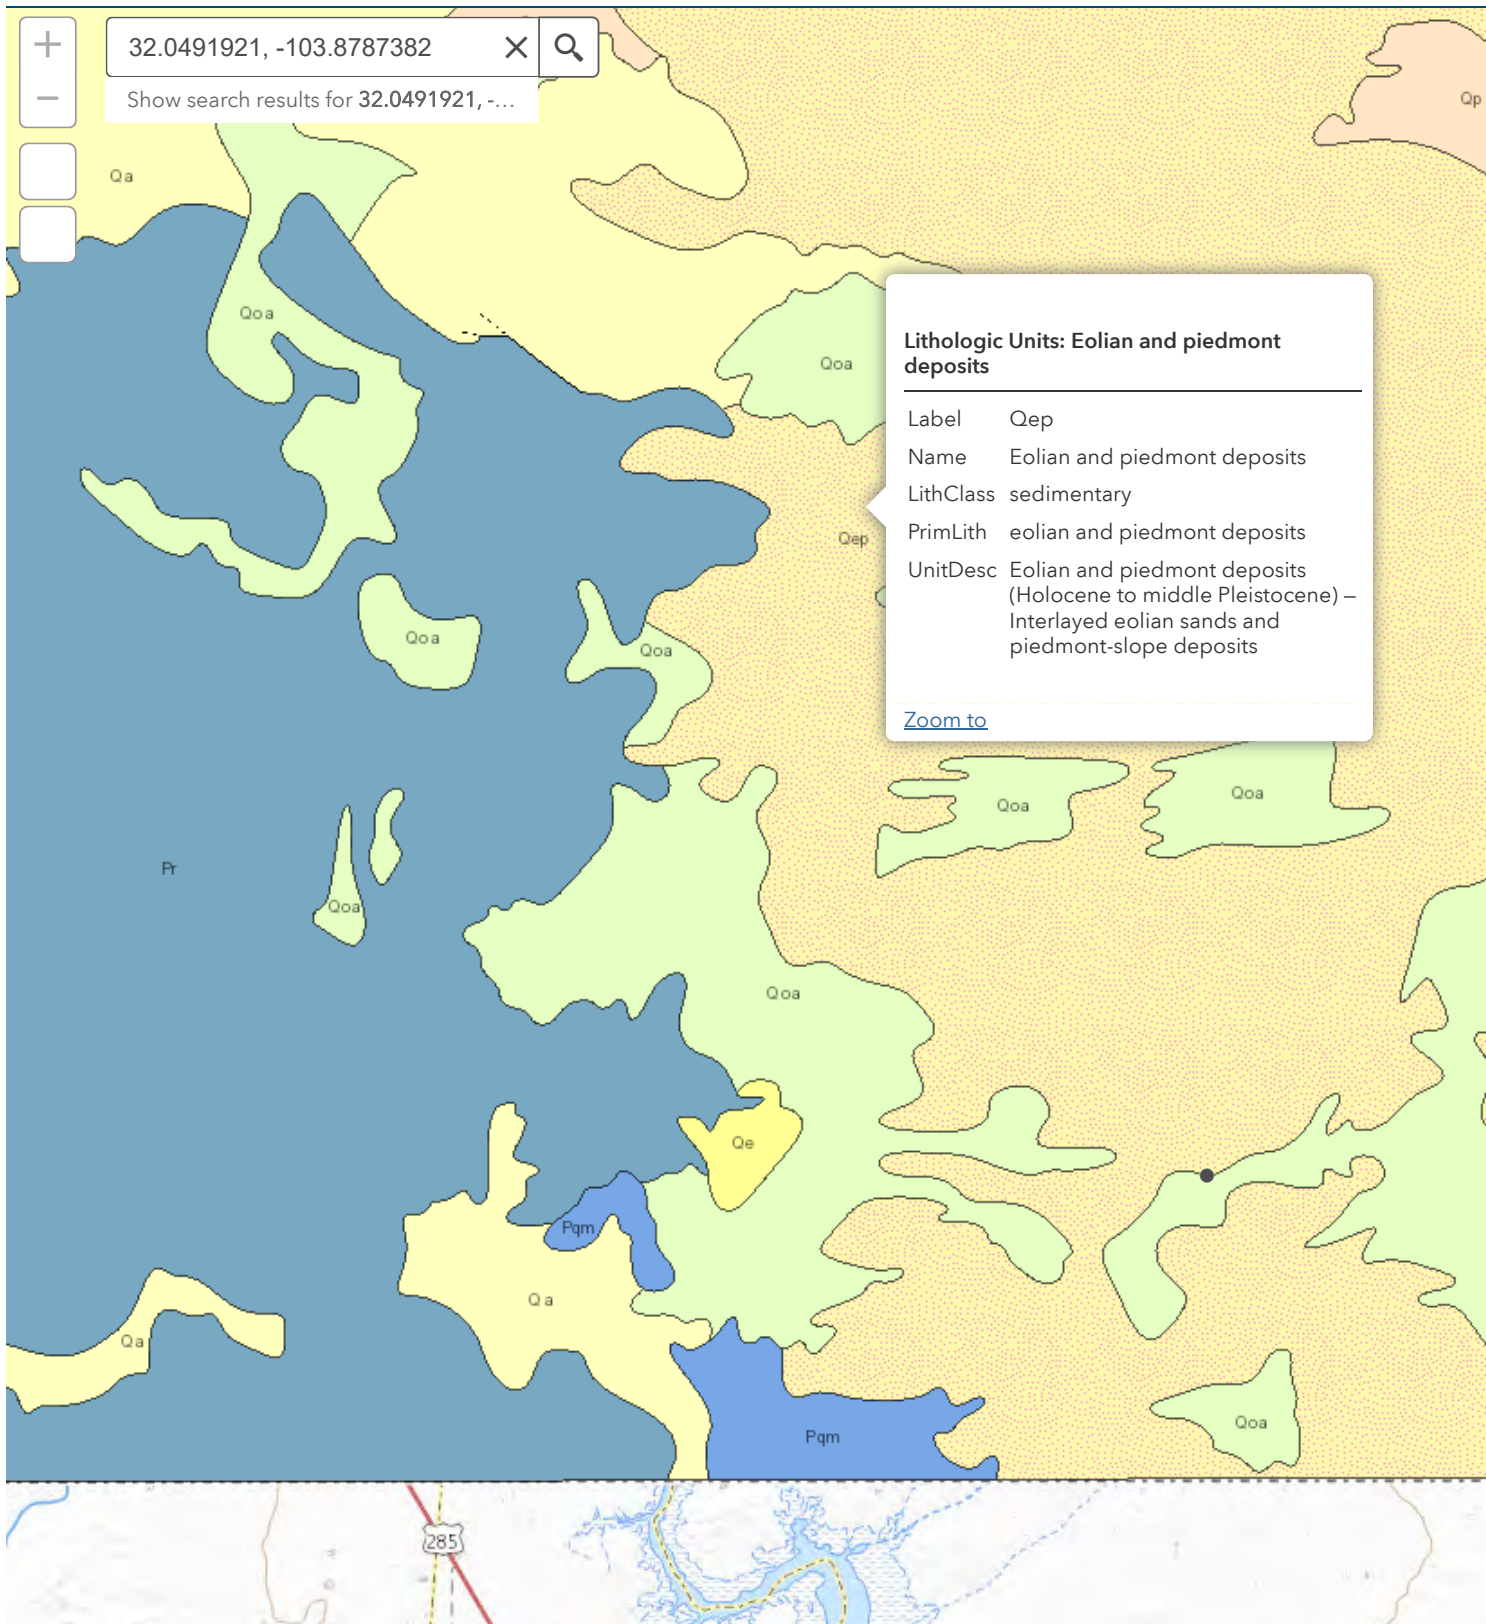 +
32.0491921, -103.8787382
−
Show search results for 32.0491921, -...
Qp
Qa
Qoa
Qoa
Lithologic Units: Eolian and piedmont
deposits
Label Qep
Name Eolian and piedmont deposits
LithClass sedimentary
PrimLith eolian and piedmont deposits
UnitDesc Eolian and piedmont deposits
(Holocene to middle Pleistocene) –
Interlayed eolian sands and
piedmont-slope deposits
Zoom to
Qep
Qoa
Qoa
Qoa
Qoa
Pr
Qoa
Qoa
Qe
Pqm
Qa
Qa
Qoa
Pqm
285